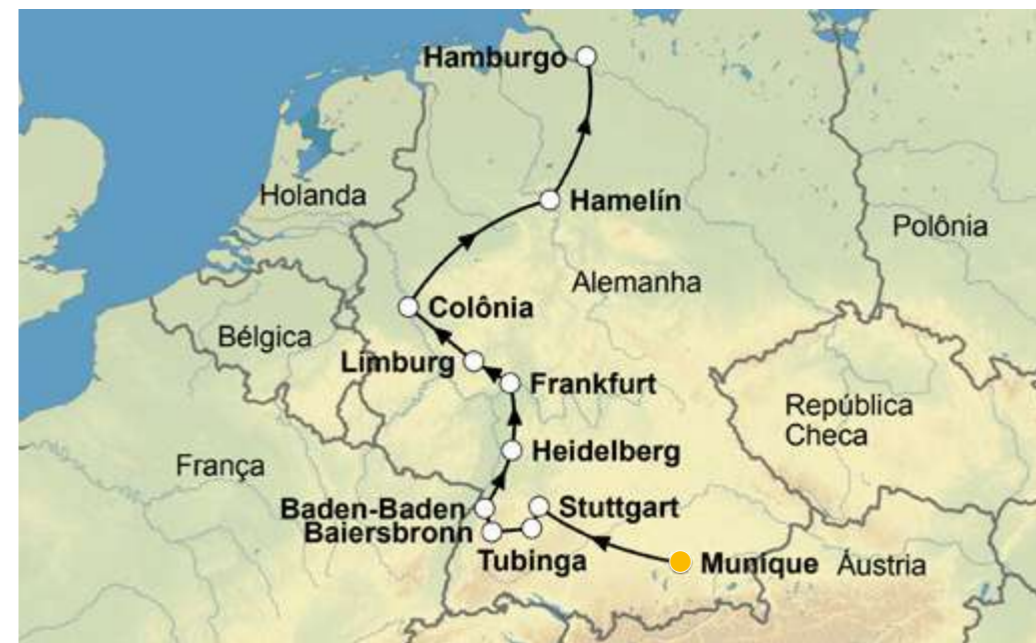 Hamburgo
Holanda
Hamelín
Polônia
Alemanha
Colônia
Bélgica
Límburg
Frankfurt
República
Checa
Heidelberg
França
Baden-Baden
Stuttgart
Baiersbronn
Tubinga
Munique
Áustria